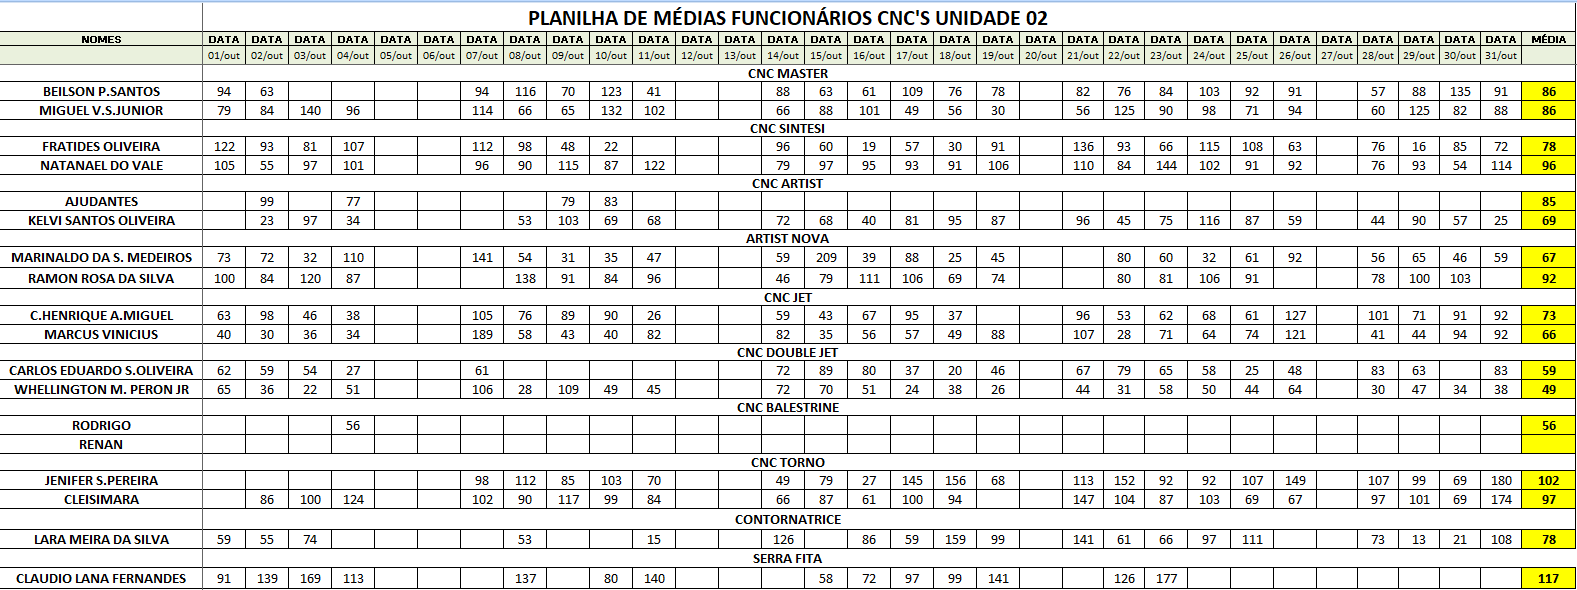 PLANILHA DE MÉDIAS FUNCIONÁRIOS CNC'S UNIDADE 02
NOMES DATA DATA DATA DATA DATA DATA DATA DATA DATA DATA DATA DATA DATA DATA DATA DATA DATA DATA DATA DATA DATA DATA DATA DATA DATA DATA DATA DATA DATA DATA DATA MÉDIA
01/out 02/out 03/out 04/out 05/out 06/out 07/out 08/out 09/out 10/out 11/out 12/out 13/out 14/out 15/out 16/out 17/out 18/out 19/out 20/out 21/out 22/out 23/out 24/out 25/out 26/out 27/out 28/out 29/out 30/out 31/out
CNC MASTER
BEILSON P.SANTOS 94 63 94 116 70 123 41 88 63 61 109 76 78 82 76 84 103 92 91 57 88 135 91 86
MIGUEL V.S.JUNIOR 79 84 140 96 114 66 65 132 102 66 88 101 49 56 30 56 125 90 98 71 94 60 125 82 88 86
CNC SINTESI
FRATIDES OLIVEIRA 122 93 81 107 112 98 48 22 96 60 19 57 30 91 136 93 66 115 108 63 76 16 85 72 78
NATANAEL DO VALE 105 55 97 101 96 90 115 87 122 79 97 95 93 91 106 110 84 144 102 91 92 76 93 54 114 96
CNC ARTIST
AJUDANTES 99 77 79 83 85
KELVI SANTOS OLIVEIRA 23 97 34 53 103 69 68 72 68 40 81 95 87 96 45 75 116 87 59 44 90 57 25 69
ARTIST NOVA
MARINALDO DA S. MEDEIROS 73 72 32 110 141 54 31 35 47 59 209 39 88 25 45 80 60 32 61 92 56 65 46 59 67
RAMON ROSA DA SILVA 100 84 120 87 138 91 84 96 46 79 111 106 69 74 80 81 106 91 78 100 103 92
CNC JET
C.HENRIQUE A.MIGUEL 63 98 46 38 105 76 89 90 26 59 43 67 95 37 96 53 62 68 61 127 101 71 91 92 73
MARCUS VINICIUS 40 30 36 34 189 58 43 40 82 82 35 56 57 49 88 107 28 71 64 74 121 41 44 94 92 66
CNC DOUBLE JET
CARLOS EDUARDO S.OLIVEIRA 62 59 54 27 61 72 89 80 37 20 46 67 79 65 58 25 48 83 63 83 59
WHELLINGTON M. PERON JR 65 36 22 51 106 28 109 49 45 72 70 51 24 38 26 44 31 58 50 44 64 30 47 34 38 49
CNC BALESTRINE
RODRIGO 56 56
RENAN
CNC TORNO
JENIFER S.PEREIRA 98 112 85 103 70 49 79 27 145 156 68 113 152 92 92 107 149 107 99 69 180 102
CLEISIMARA 86 100 124 102 90 117 99 84 66 87 61 100 94 147 104 87 103 69 67 97 101 69 174 97
CONTORNATRICE
LARA MEIRA DA SILVA 59 55 74 53 15 126 86 59 159 99 141 61 66 97 111 73 13 21 108 78
SERRA FITA
CLAUDIO LANA FERNANDES 91 139 169 113 137 80 140 58 72 97 99 141 126 177 117